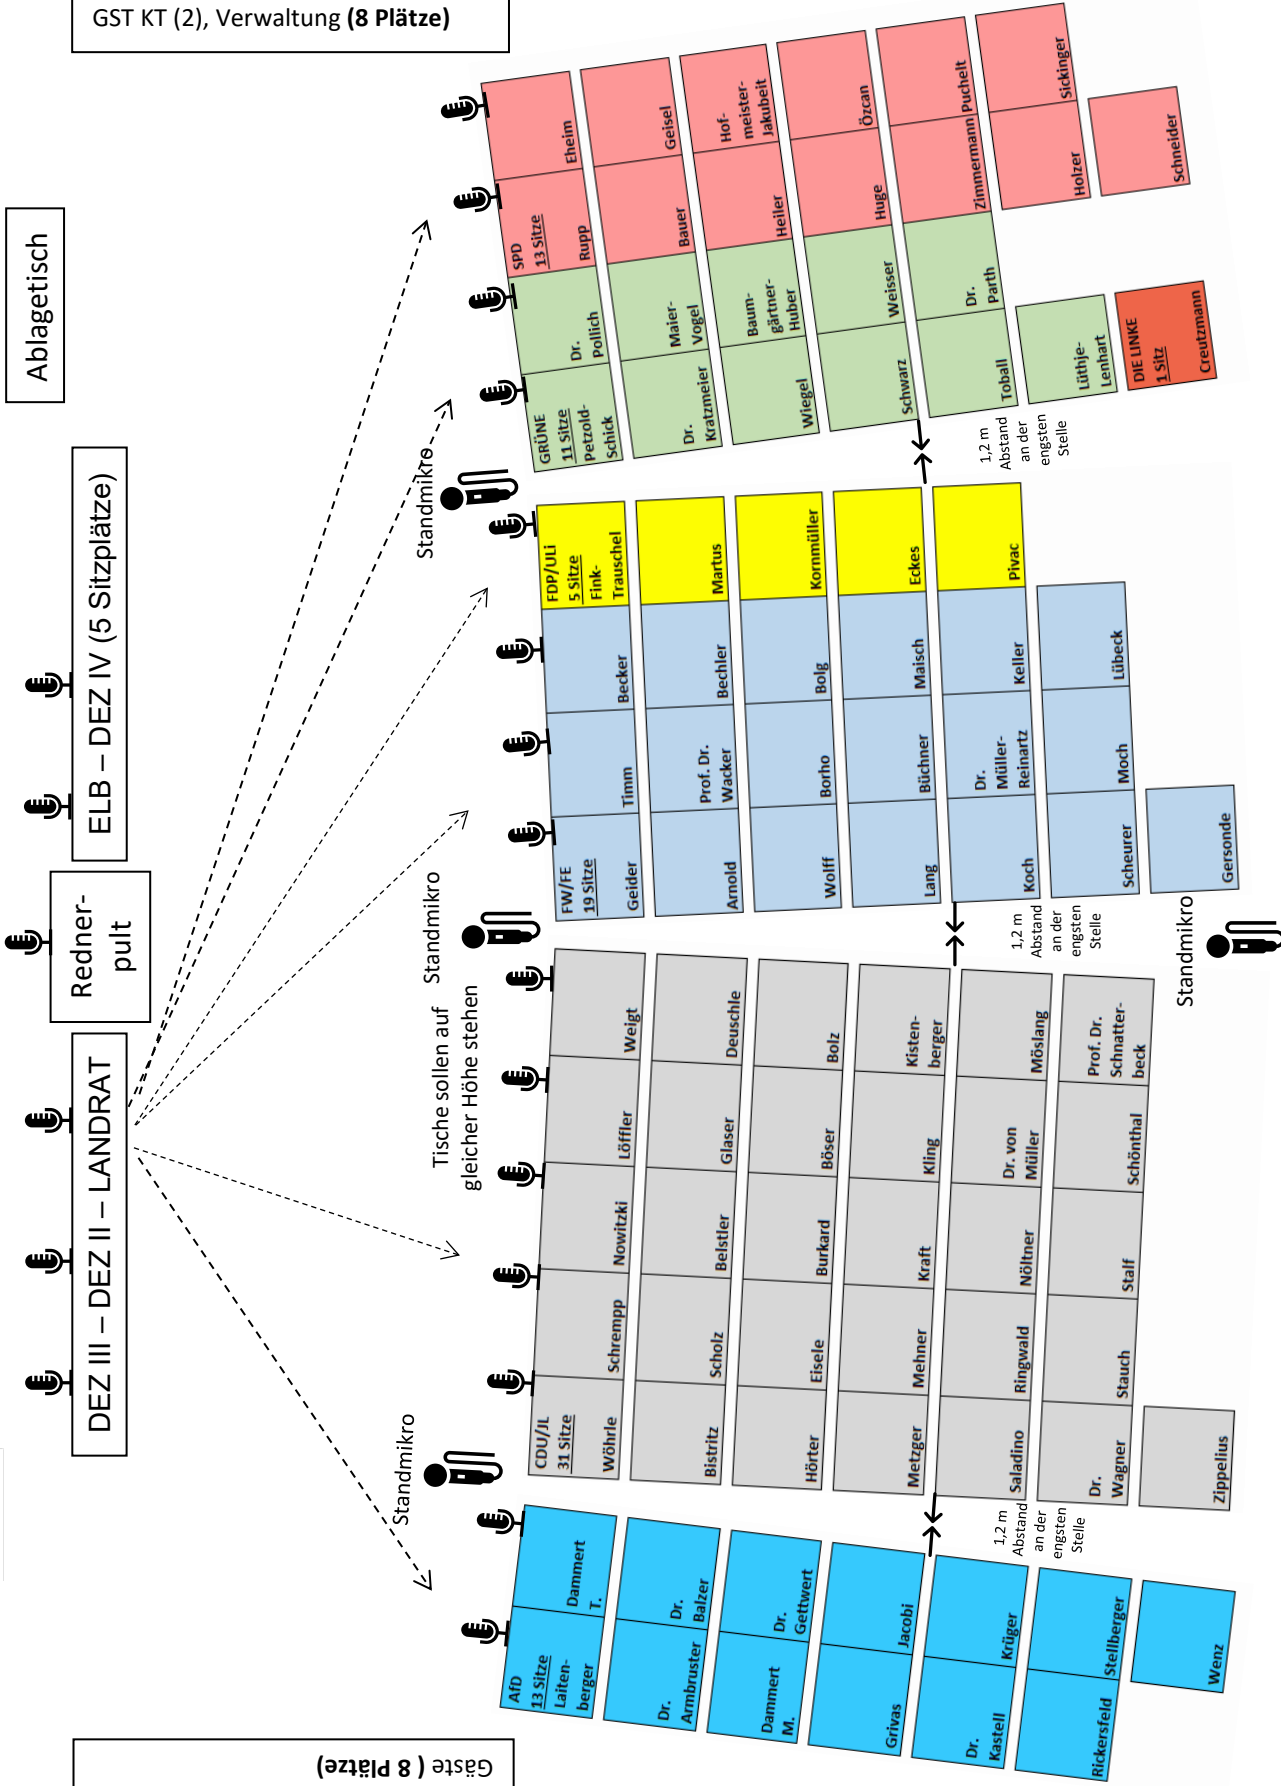 GST KT (2), Verwaltung (8 Plätze)
Ablagetisch
ELB – DEZ IV (5 Sitzplätze)
Redner-
pult
DEZ III – DEZ II – LANDRAT
Gäste ( 8 Plätze)
Standmikro
Tische sollen auf
gleicher Höhe stehen
Standmikro
Standmikro
Standmikro
AfD
13 Sitze
Laiten-
berger
Dammert
T.
Dr.
Armbruster
Dr.
Balzer
Dammert
M.
Dr.
Gettwert
Grivas
Jacobi
Dr.
Kastell
Krüger
Rickersfeld
Stellberger
Wenz
1,2 m
Abstand
an der
engsten
Stelle
CDU/JL
31 Sitze
Wöhrle
Schrempp
Nowitzki
Löffler
Weigt
Bistritz
Scholz
Belstler
Glaser
Deuschle
Hörter
Eisele
Burkard
Böser
Bolz
Metzger
Mehner
Kraft
Kling
Kisten-
berger
Saladino
Ringwald
Nöltner
Dr. von
Müller
Möslang
Dr.
Wagner
Stauch
Stalf
Schönthal
Prof. Dr.
Schnatter-
beck
Zippelius
1,2 m
Abstand
an der
engsten
Stelle
FW/FE
19 Sitze
Geider
Timm
Becker
FDP/ULi
5 Sitze
Fink-
Trauschel
Arnold
Prof. Dr.
Wacker
Bechler
Martus
Wolff
Borho
Bolg
Kornmüller
Lang
Büchner
Maisch
Eckes
Koch
Dr.
Müller-
Reinartz
Keller
Pivac
Scheurer
Moch
Lübeck
Gersonde
1,2 m
Abstand
an der
engsten
Stelle
GRÜNE
11 Sitze
Petzold-
Schick
Dr.
Pollich
SPD
13 Sitze
Rupp
Eheim
Dr.
Kratzmeier
Maier-
Vogel
Bauer
Geisel
Wiegel
Baum-
gärtner-
Huber
Heiler
Hof-
meister-
Jakubeit
Schwarz
Weisser
Huge
Özcan
Toball
Dr.
Parth
Zimmermann
Puchelt
Lüthje-
Lenhart
Holzer
Sickinger
DIE LINKE
1 Sitz
Creutzmann
Schneider